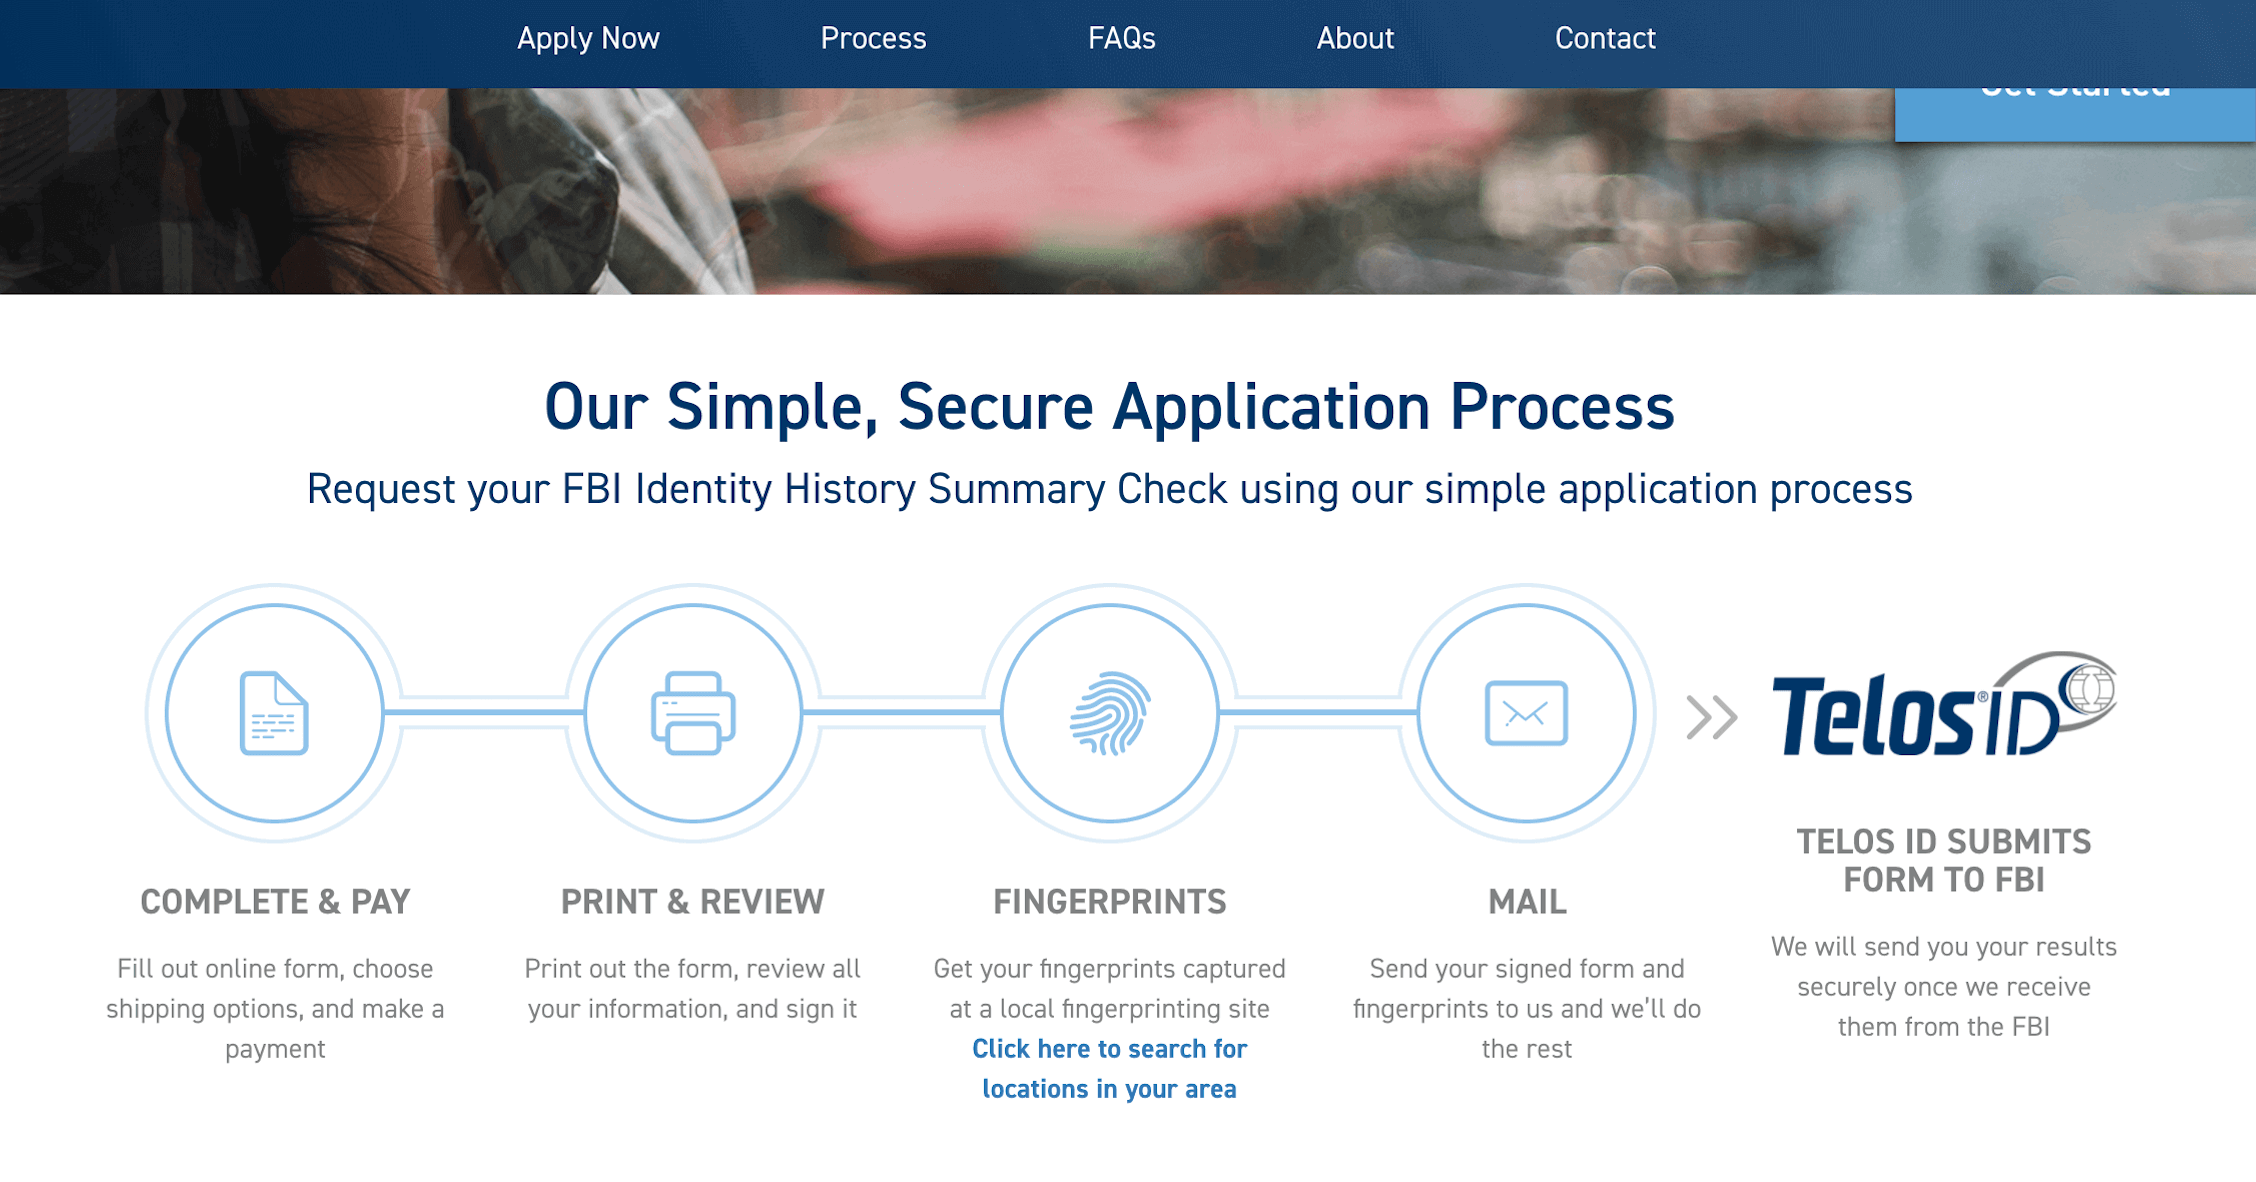 Apply Now
Process
FAQs
About
Contact
Get Started
Our Simple, Secure Application Process
Request your FBI Identity History Summary Check using our simple application process
COMPLETE & PAY
Fill out online form, choose
shipping options, and make a
payment
PRINT & REVIEW
Print out the form, review all
your information, and sign it
FINGERPRINTS
Get your fingerprints captured
at a local fingerprinting site
Click here to search for
locations in your area
MAIL
Send your signed form and
fingerprints to us and we'll do
the rest
Telos® ID
TELOS ID SUBMITS
FORM TO FBI
We will send you your results
securely once we receive
them from the FBI